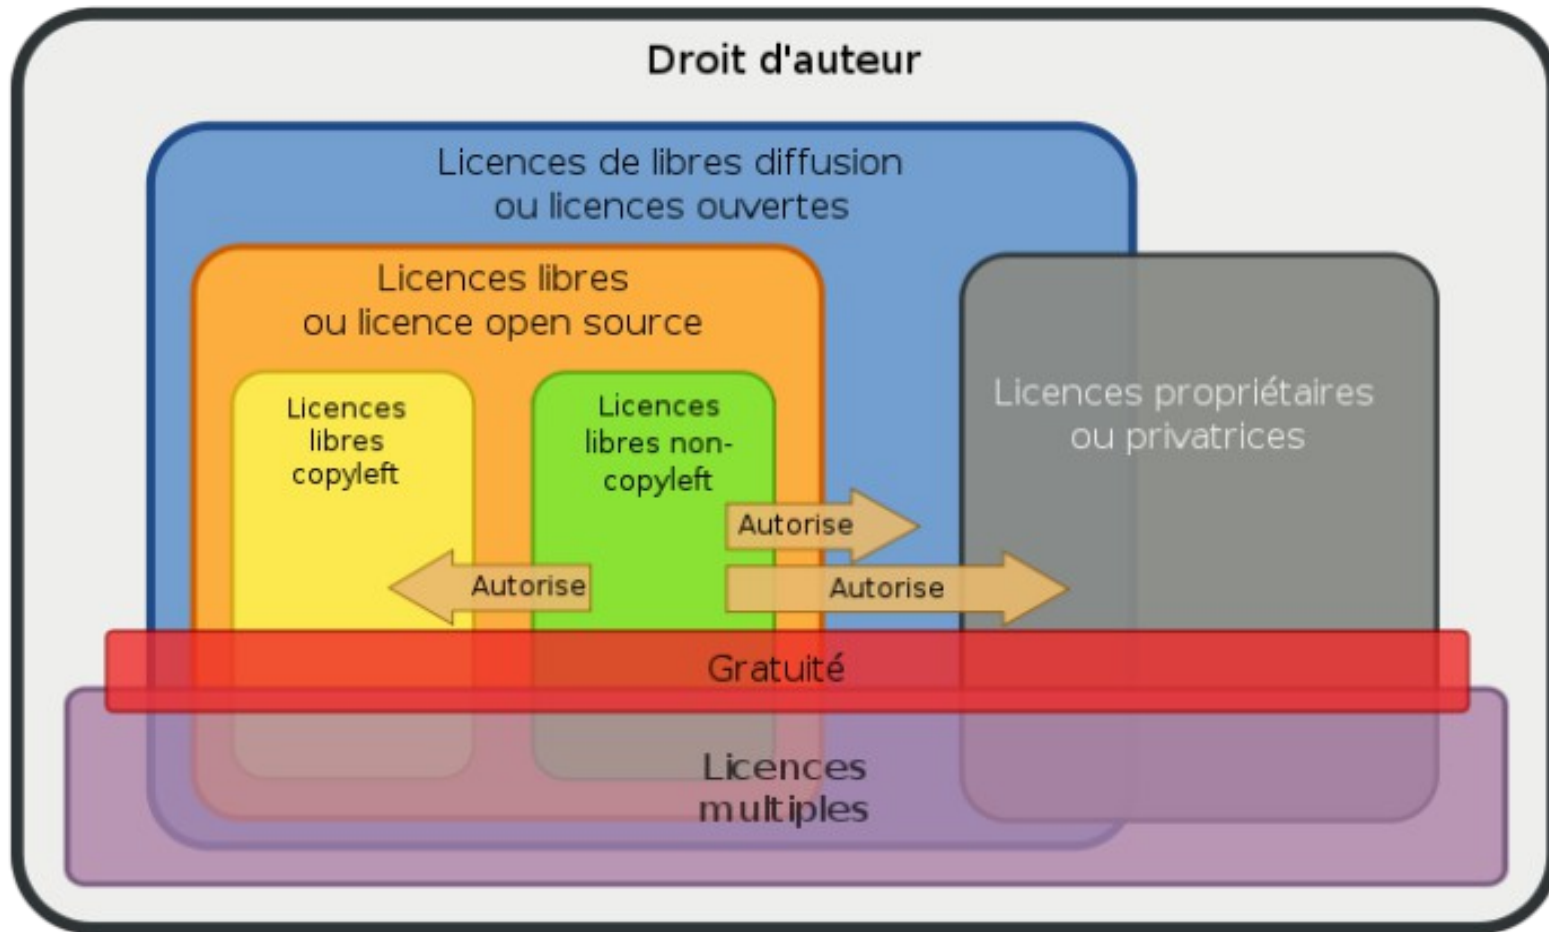 Droit d'auteur
Licences de libres diffusion
ou licences ouvertes
Licences libres
ou licence open source
Licences
libres
copyleft
Licences
libres non-
copyleft
Licences propriétaires
ou privatrices
Autorise
Autorise
Autorise
Gratuité
Licences
multiples